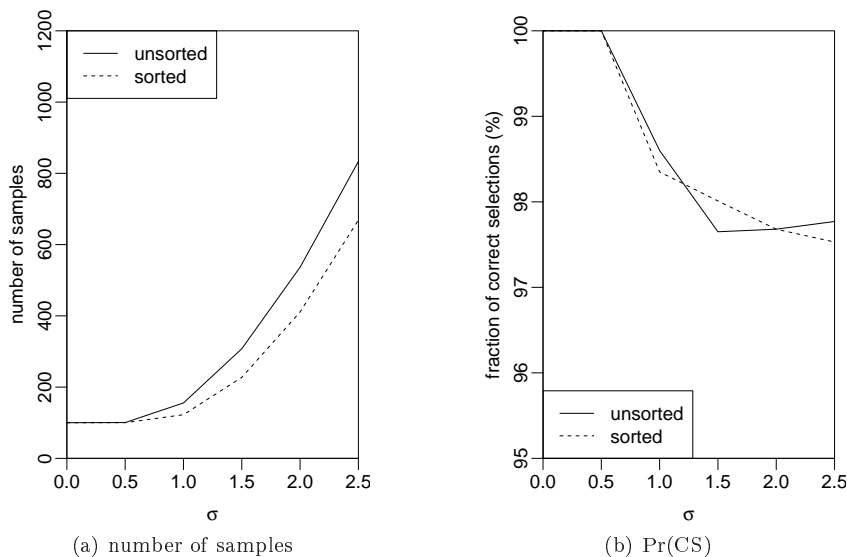 number of samples
0 200 400 600 800 1000 1200
unsorted
sorted
0.0 0.5 1.0 1.5 2.0 2.5
σ
(a) number of samples
fraction of correct selections (%)
95 96 97 98 99 100
unsorted
sorted
0.0 0.5 1.0 1.5 2.0 2.5
σ
(b) Pr(CS)